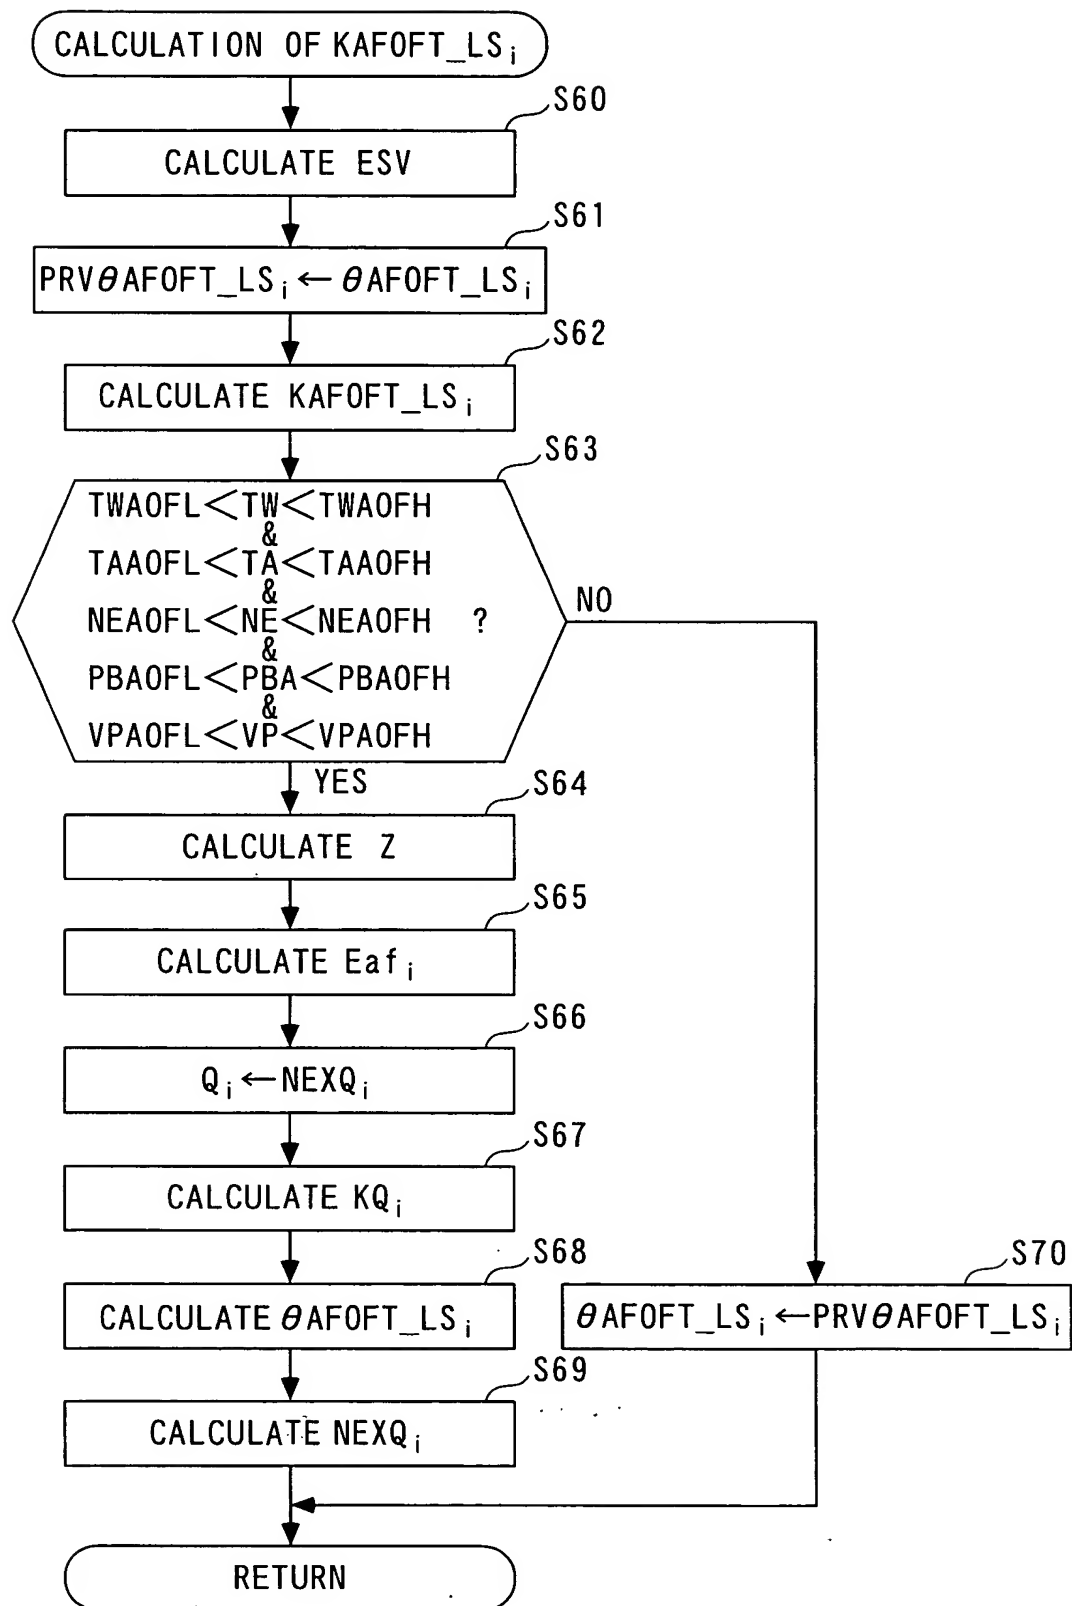 CALCULATION OF KAFOFT_LSi
S60
CALCULATE ESV
S61
PRVθAFOFT_LSi←θAFOFT_LSi
S62
CALCULATE KAFOFT_LSi
S63
TWAOFL<TW<TWAOFH
&
TAAOFL<TA<TAAOFH
&
NEAOFL<NE<NEAOFH ?
&
PBAOFL<PBA<PBAOFH
&
VPAOFL<VP<VPAOFH
NO
YES
S64
CALCULATE Z
S65
CALCULATE Eafi
S66
Qi←NEXQi
S67
CALCULATE KQi
S68
CALCULATE θAFOFT_LSi
S70
θAFOFT_LSi←PRVθAFOFT_LSi
S69
CALCULATE NEXQi
RETURN